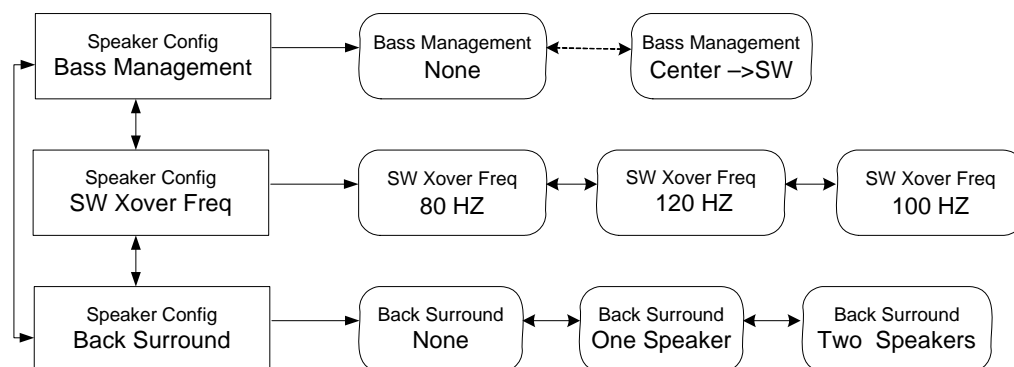 Speaker Config
Bass Management
Bass Management
None
Bass Management
Center –>SW
Speaker Config
SW Xover Freq
SW Xover Freq
80 HZ
SW Xover Freq
120 HZ
SW Xover Freq
100 HZ
Speaker Config
Back Surround
Back Surround
None
Back Surround
One Speaker
Back Surround
Two Speakers